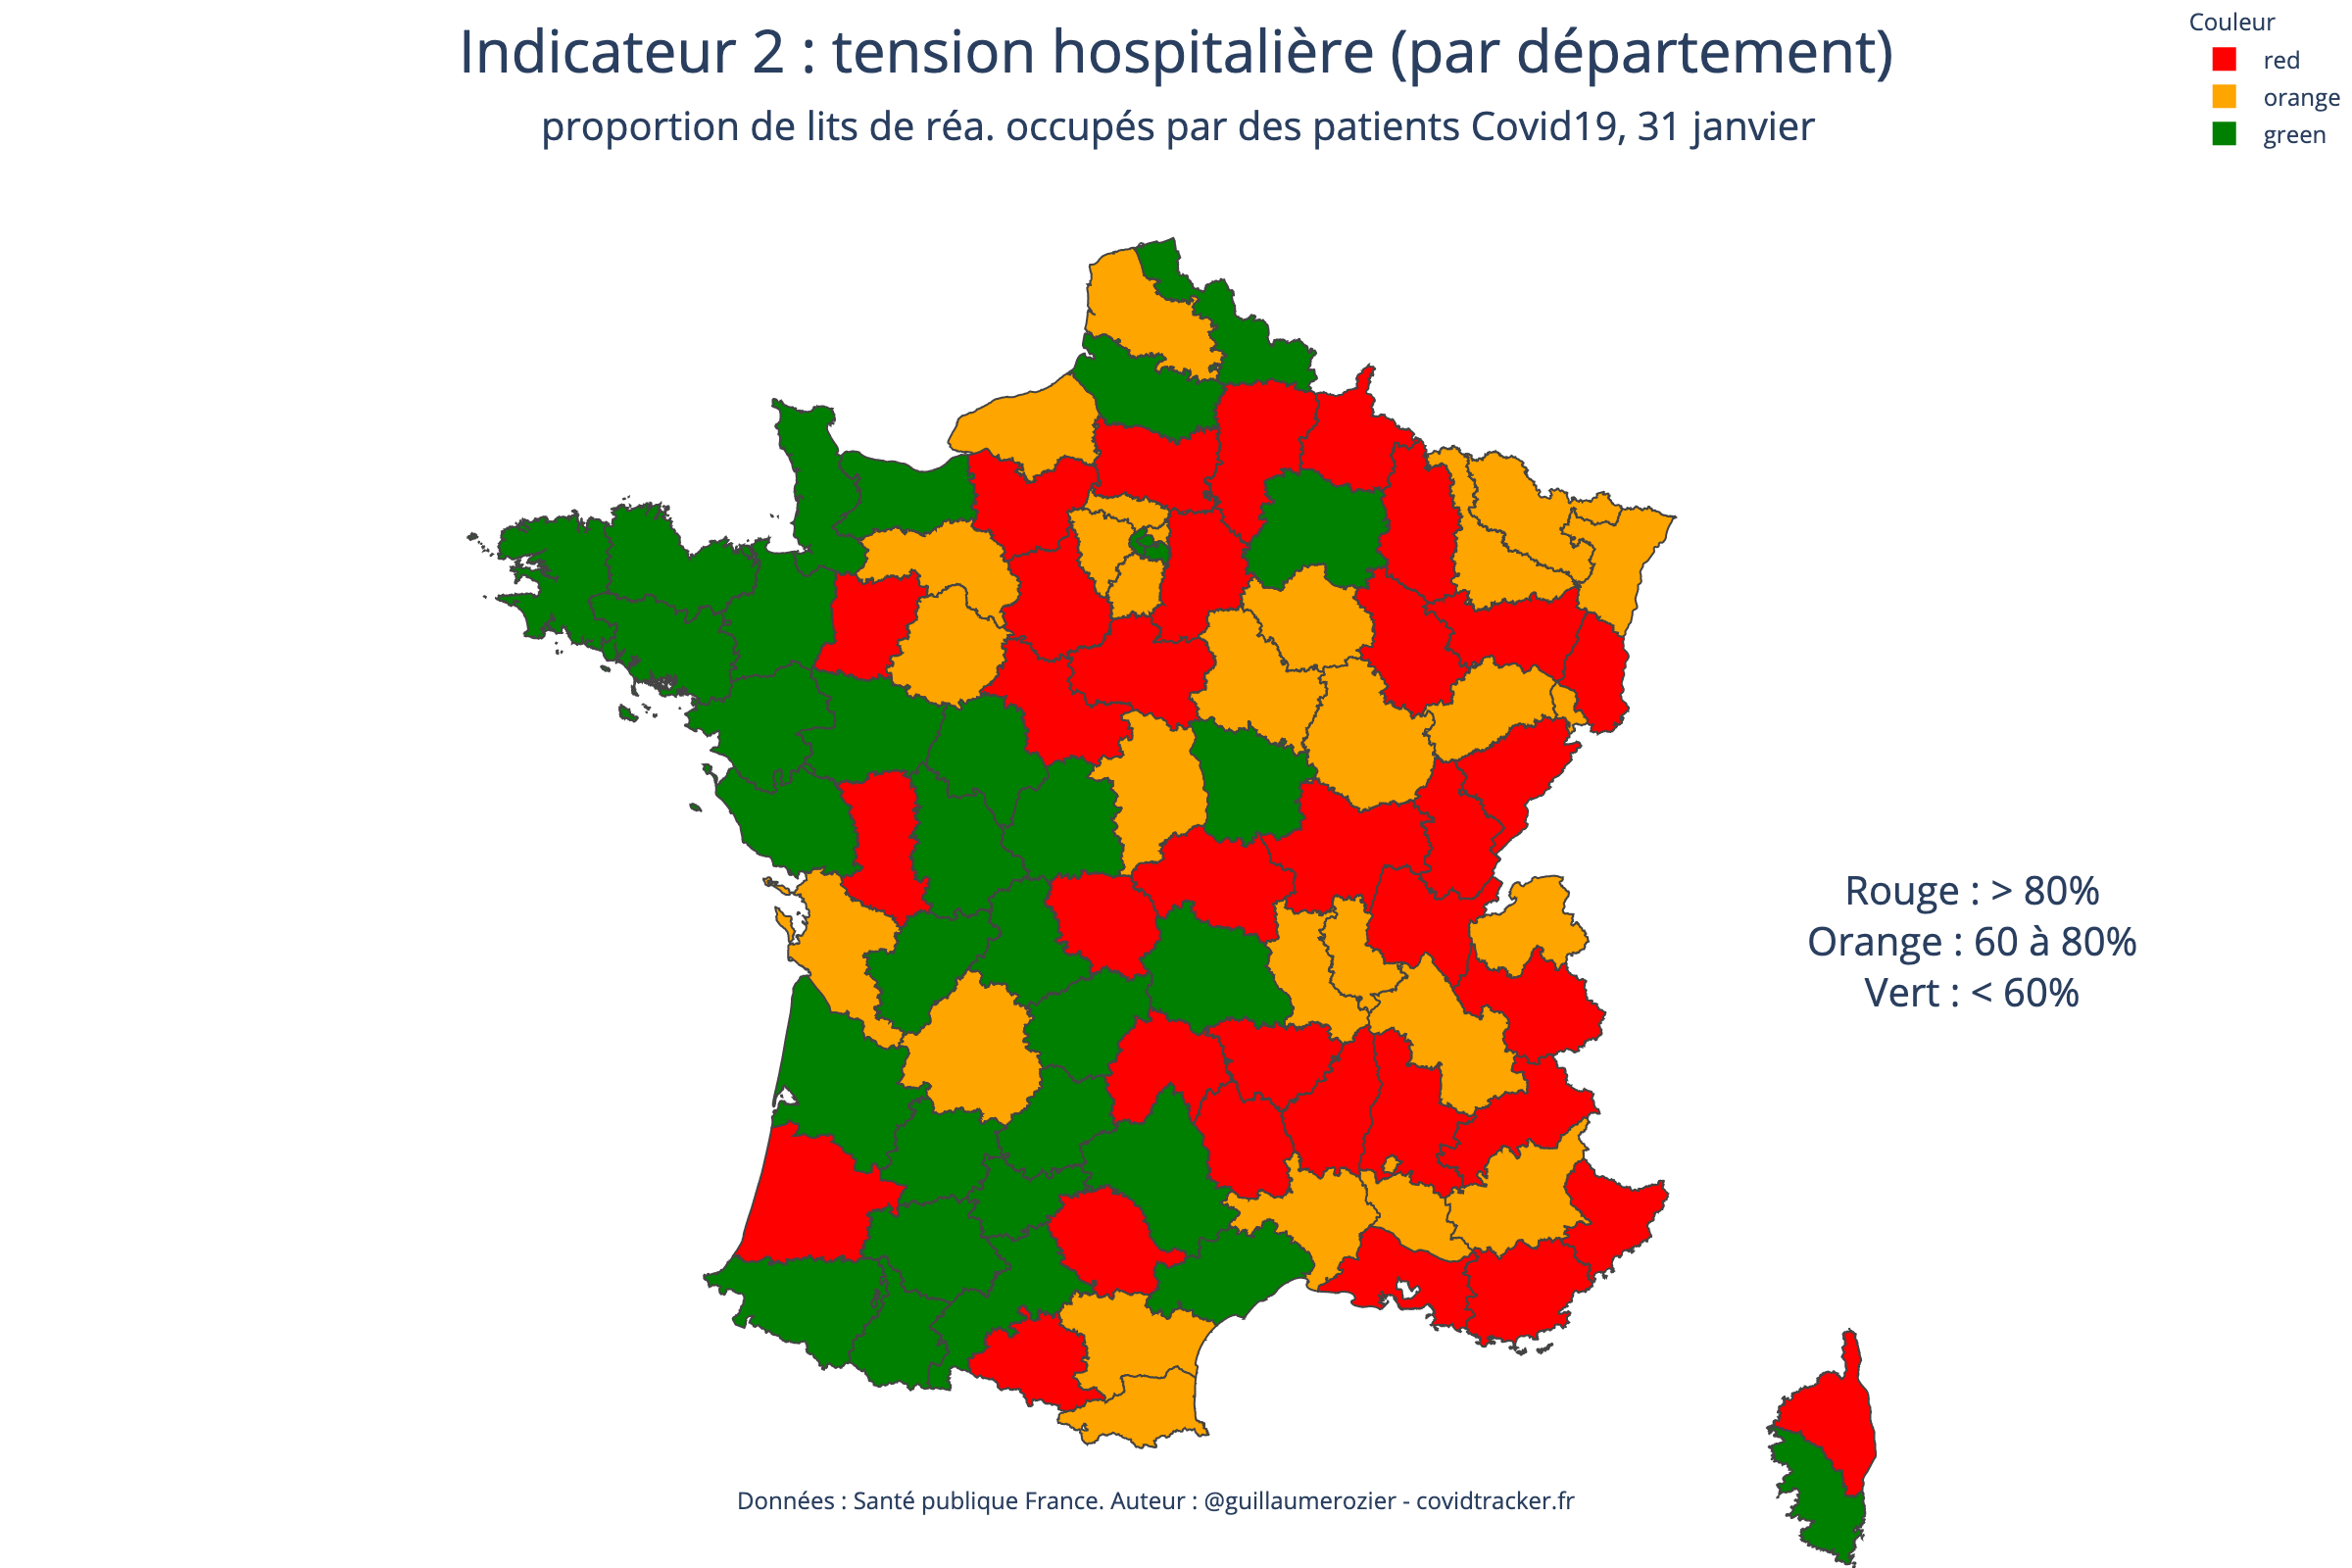 Indicateur 2 : tension hospitalière (par département)
proportion de lits de réa. occupés par des patients Covid19, 31 janvier
Couleur
red
orange
green
Rouge : > 80%
Orange : 60 à 80%
Vert : < 60%
Données : Santé publique France. Auteur : @guillaumerozier - covidtracker.fr